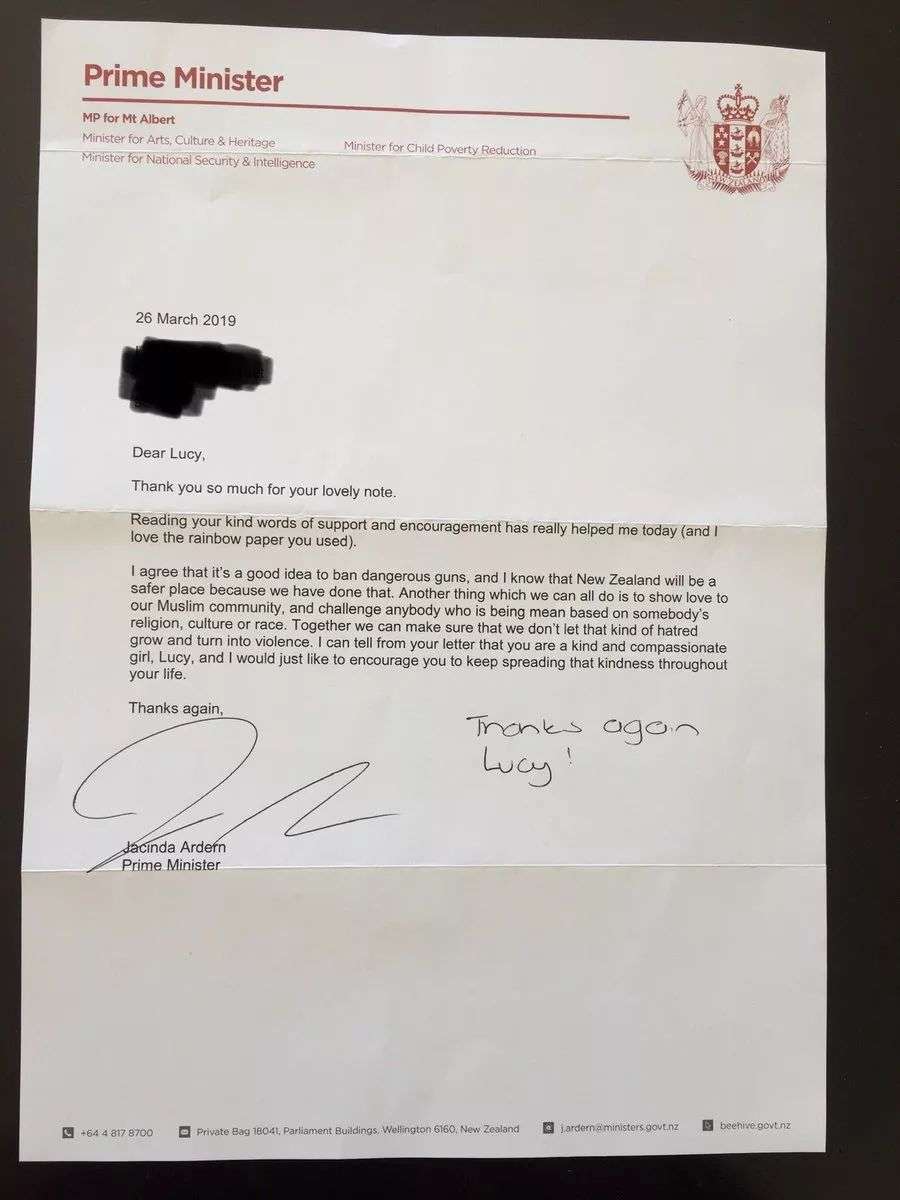 Prime Minister
MP for Mt Albert
Minister for Arts, Culture & Heritage
Minister for National Security & Intelligence
Minister for Child Poverty Reduction
NEW ZEALAND
26 March 2019
Dear Lucy,
Thank you so much for your lovely note.
Reading your kind words of support and encouragement has really helped me today (and I
love the rainbow paper you used).
I agree that it's a good idea to ban dangerous guns, and I know that New Zealand will be a
safer place because we have done that. Another thing which we can all do is to show love to
our Muslim community, and challenge anybody who is being mean based on somebody's
religion, culture or race. Together we can make sure that we don't let that kind of hatred
grow and turn into violence. I can tell from your letter that you are a kind and compassionate
girl, Lucy, and I would just like to encourage you to keep spreading that kindness throughout
your life.
Thanks again,
Thanks again
Lucy!
Jacinda Ardern
Prime Minister
+64 4 817 8700
Private Bag 18041, Parliament Buildings, Wellington 6160, New Zealand
j.ardern@ministers.govt.nz
beehive.govt.nz